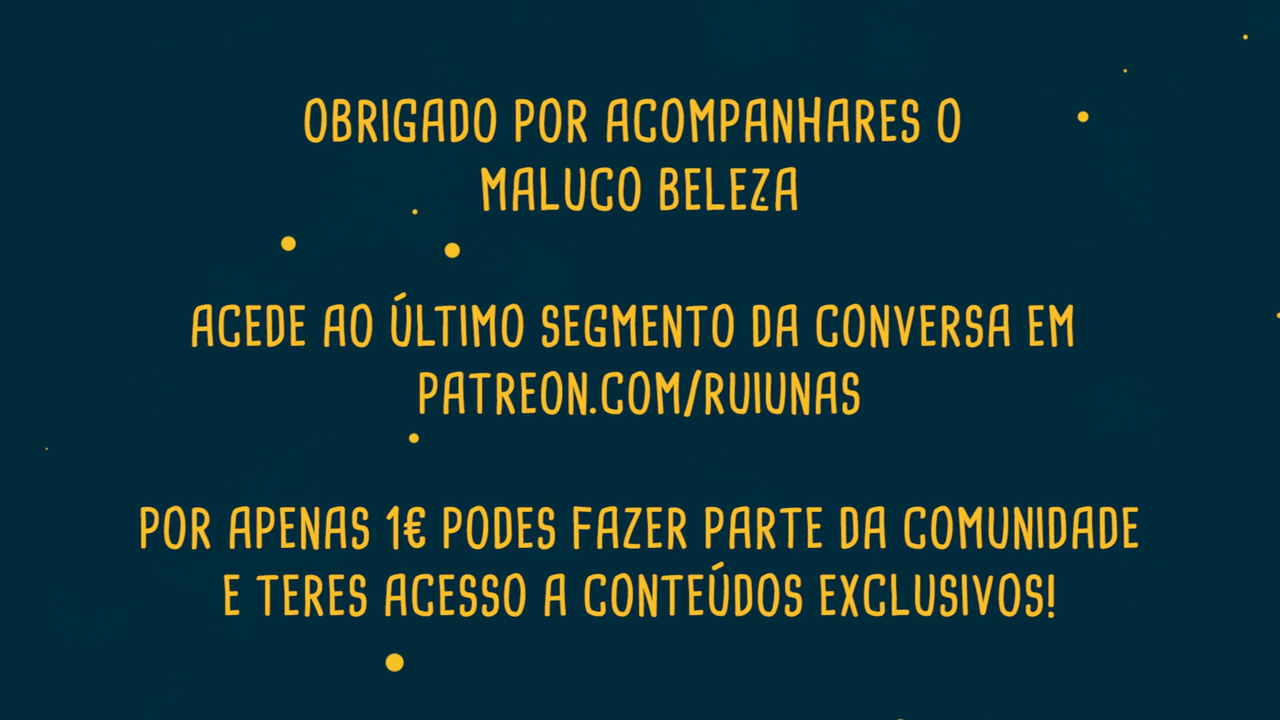 OBRIGADO POR ACOMPANHARES O
MALUCO BELEZA
ACEDE AO ÚLTIMO SEGMENTO DA CONVERSA EM
PATREON.COM/RUIUNAS
POR APENAS 1€ PODES FAZER PARTE DA COMUNIDADE
E TERES ACESSO A CONTEÚDOS EXCLUSIVOS!